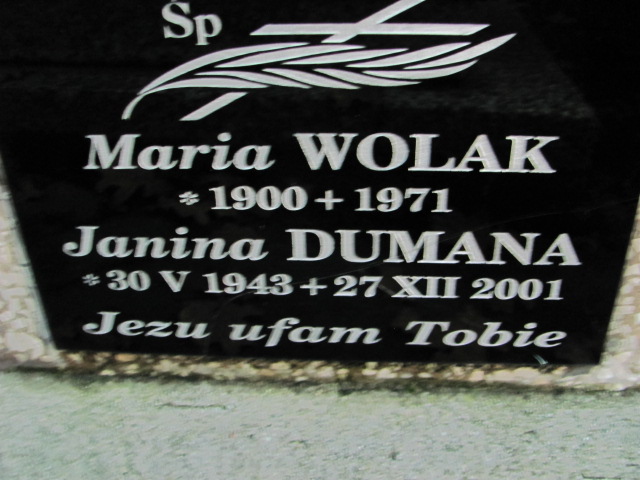 Śp
Maria WOLAK
* 1900 + 1971
Janina DUMANA
* 30 V 1943 + 27 XII 2001
Jezu ufam Tobie